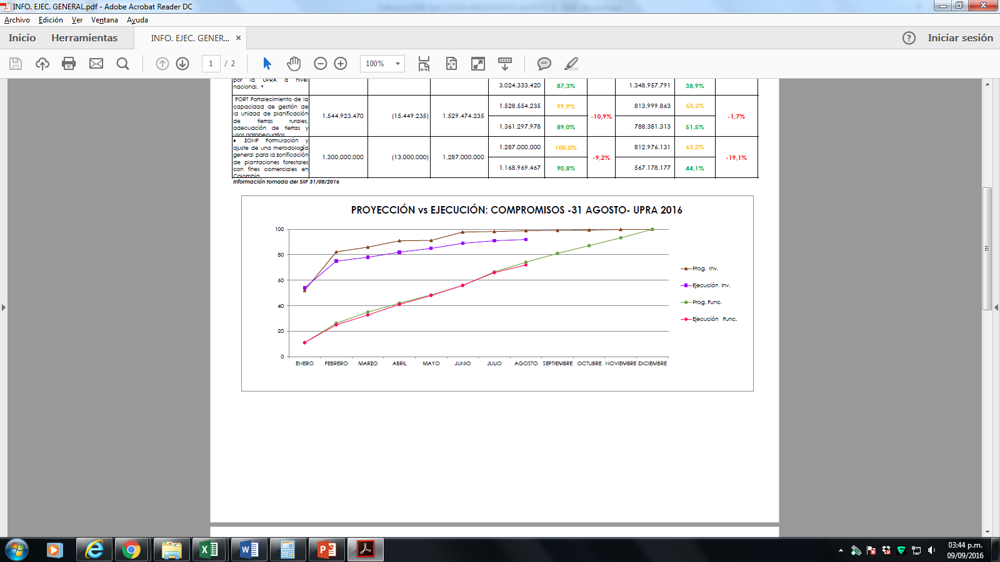 INFO. EJEC. GENERAL.pdf - Adobe Acrobat Reader DC
Archivo Edición Ver Ventana Ayuda
Inicio Herramientas INFO. EJEC. GENER... × ? Iniciar sesión
1 / 2 100%
por la UPRA a nivel
nacional. * 3.024.333.420 87,3% 1.348.957.791 38,9%
FORT Fortalecimiento de la
capacidad de gestión de
la unidad de planificación
de tierras rurales,
adecuación de tierras y
usos agropecuarios
1.544.923.470 (15.449.235) 1.529.474.235 1.528.554.235 99,9% -10,9% 813.999.863 53,2% -1,7%
1.361.297.978 89,0% 788.381.313 51,5%
♦ ZONF Formulación y
ajuste de una metodología
general para la zonificación
de plantaciones forestales
con fines comerciales en
Colombia
1.300.000.000 (13.000.000) 1.287.000.000 1.287.000.000 100,0% -9,2% 812.976.131 63,2% -19,1%
1.168.969.467 90,8% 567.178.177 44,1%
Información tomada del SIIF 31/08/2016
PROYECCIÓN vs EJECUCIÓN: COMPROMISOS -31 AGOSTO- UPRA 2016
100
80
60
40
20
0
ENERO FEBRERO MARZO ABRIL MAYO JUNIO JULIO AGOSTO SEPTIEMBRE OCTUBRE NOVIEMBRE DICIEMBRE
Prog. Inv.
Ejecución Inv.
Prog. Func.
Ejecución Func.
03:44 p.m.
09/09/2016